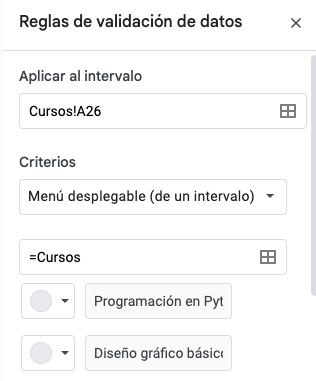 Reglas de validación de datos
Aplicar al intervalo
Cursos!A26
Criterios
Menú desplegable (de un intervalo)
=Cursos
Programación en Pyt
Diseño gráfico básico